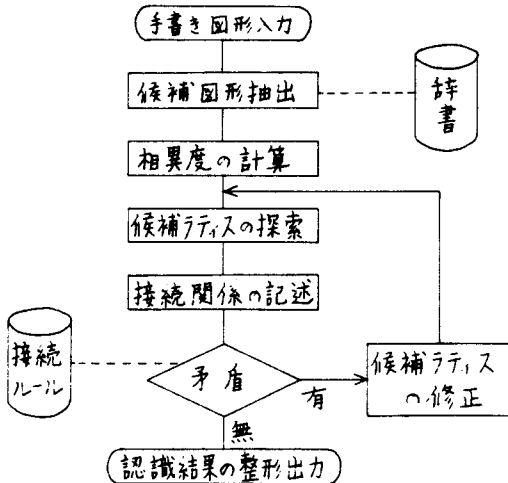 手書き図形入力
候補図形抽出
辞書
相異度の計算
候補ラティスの探索
接続関係の記述
接続
ルール
矛盾
有
候補ラティス
の修正
無
認識結果の整形出力